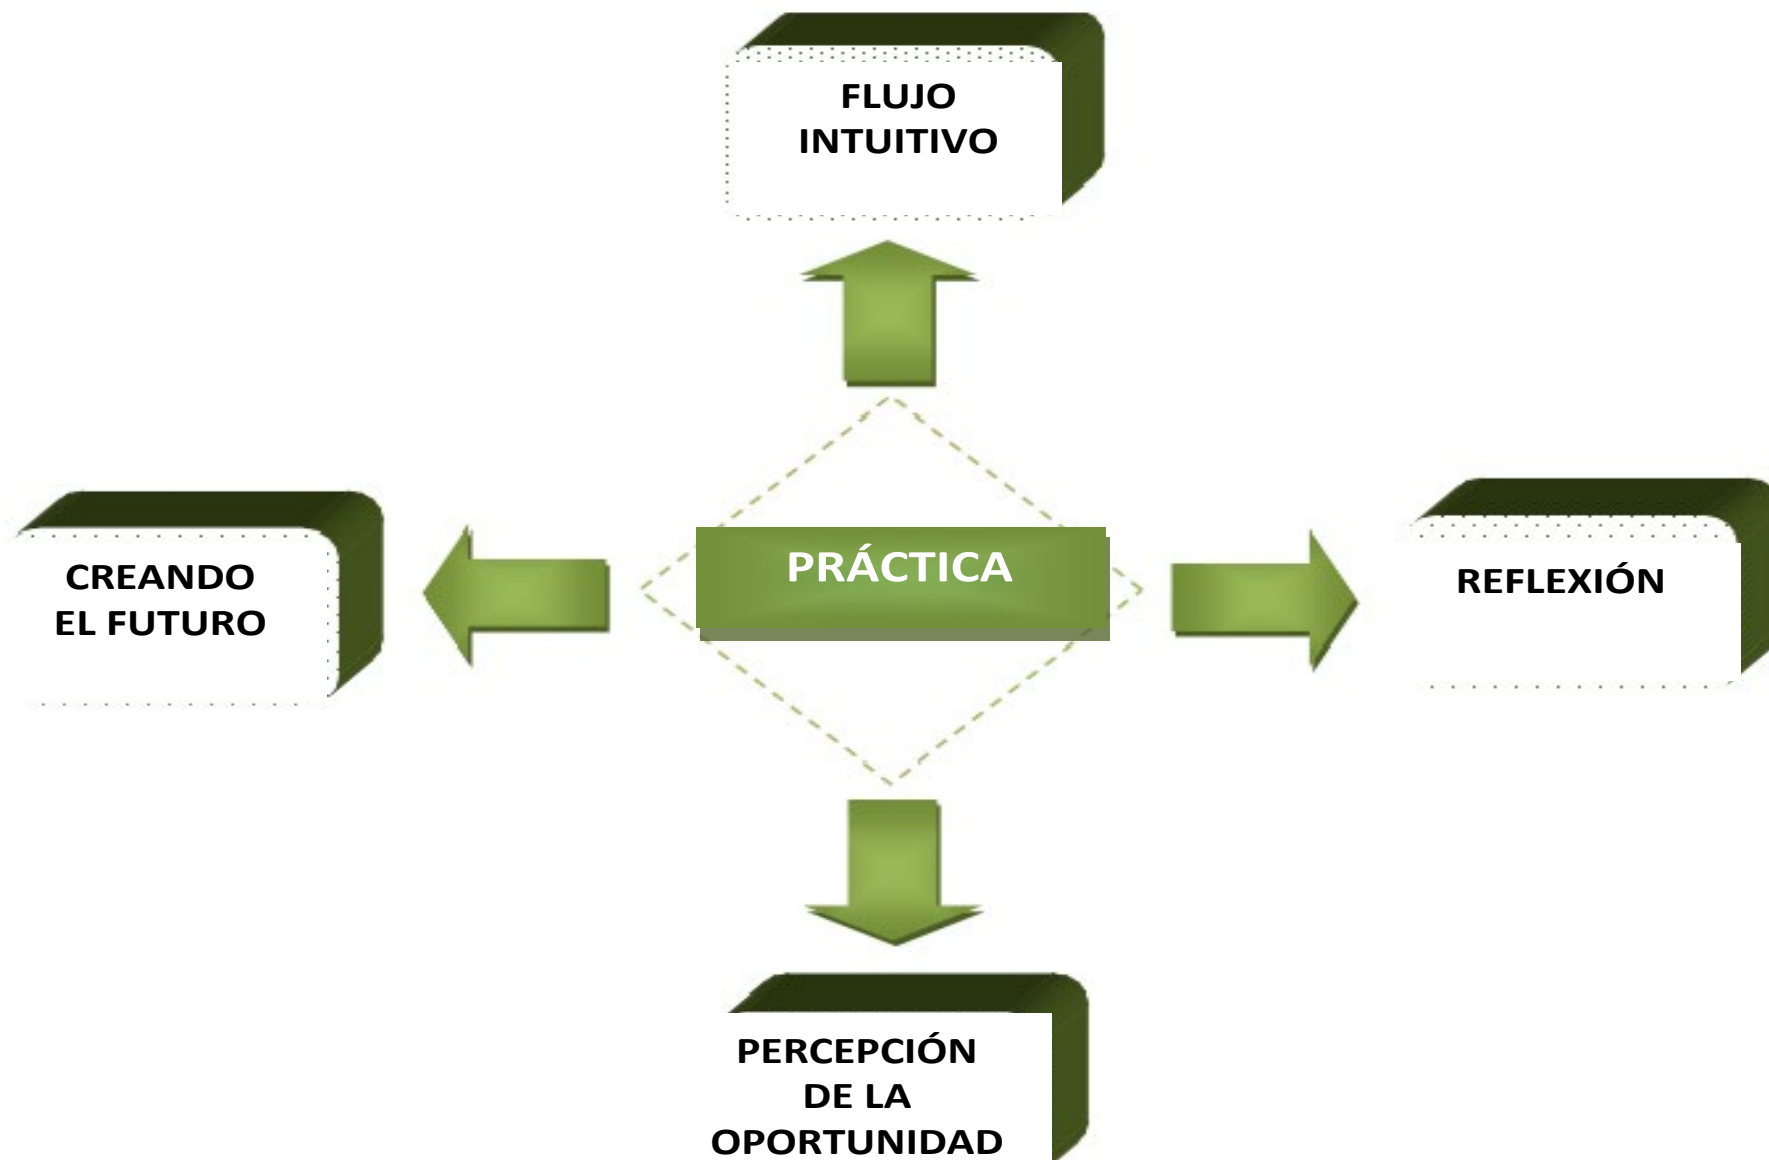 FLUJO
INTUITIVO
CREANDO
EL FUTURO
PRÁCTICA
REFLEXIÓN
PERCEPCIÓN
DE LA
OPORTUNIDAD